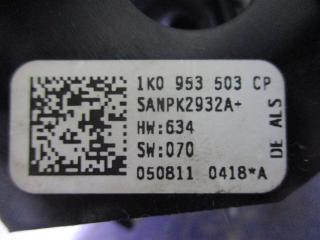 1K0 953 503 CP
SANPK2932A+
HW:634
SW:070
050811 0418*A
DE ALS